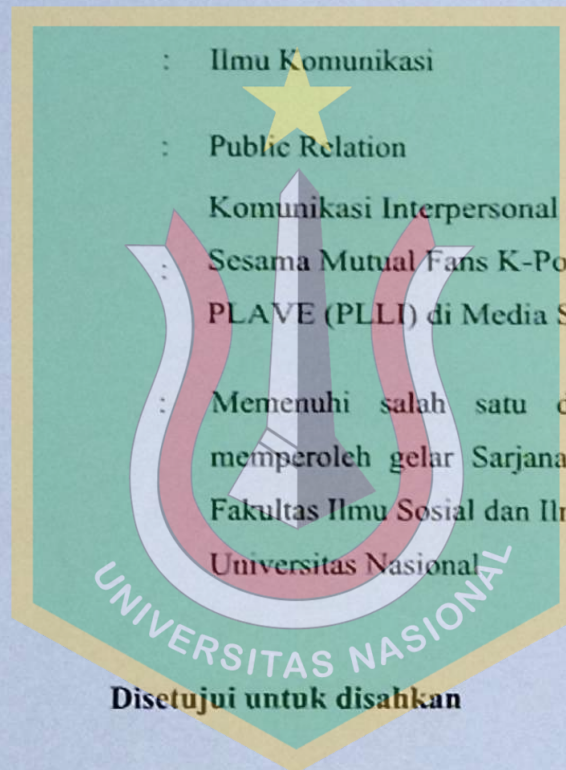 : Ilmu Komunikasi
: Public Relation
Komunikasi Interpersonal
: Sesama Mutual Fans K-Po
PLAVE (PLLI) di Media S
: Memenuhi salah satu d
memperoleh gelar Sarjana
Fakultas Ilmu Sosial dan Iln
Universitas Nasional
UNIVERSITAS NASIONAL
Disetujui untuk disahkan